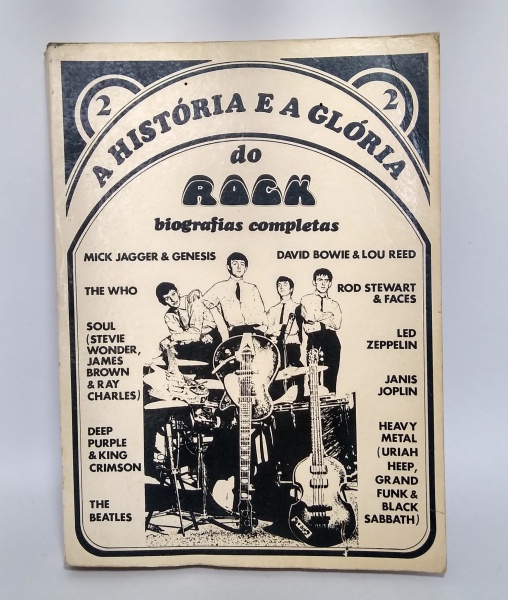 2
2
A HISTÓRIA E A GLÓRIA
do
ROCK
biografias completas
MICK JAGGER & GENESIS
THE WHO
SOUL
(STEVIE
WONDER,
JAMES
BROWN
& RAY
CHARLES)
DEEP
PURPLE
& KING
CRIMSON
THE
BEATLES
DAVID BOWIE & LOU REED
ROD STEWART
& FACES
LED
ZEPPELIN
JANIS
JOPLIN
HEAVY
METAL
(URIAH
HEEP,
GRAND
FUNK &
BLACK
SABBATH)